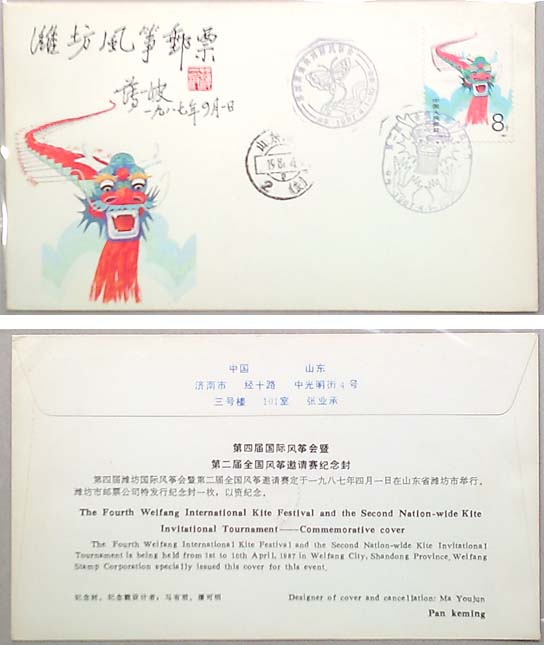 潍坊風筝郵票
一九八七年9月1日
中国人民邮政
8分
山东
中国 山东
济南市 经十路 中光明街4号
三号楼 101室 张业承
第四届国际风筝会暨
第二届全国风筝邀请赛纪念封
第四届潍坊国际风筝会暨第二届全国风筝邀请赛定于一九八七年四月一日在山东省潍坊市举行。
潍坊市邮票公司特发行纪念封一枚，以资纪念。
The Fourth Weifang International Kite Festival and the Second Nation-wide Kite
Invitational Tournament——Commemorative cover
The Fourth Weifang International Kite Festival and the Second Nation-wide Kite Invitational
Tournament is being held from 1st to 10th April, 1987 in Weifang City, Shandong Province. Weifang
Stamp Corporation specially issued this cover for this event.
纪念封、纪念戳设计者：马有君、潘可明
Designer of cover and cancellation: Ma Youjun
Pan keming